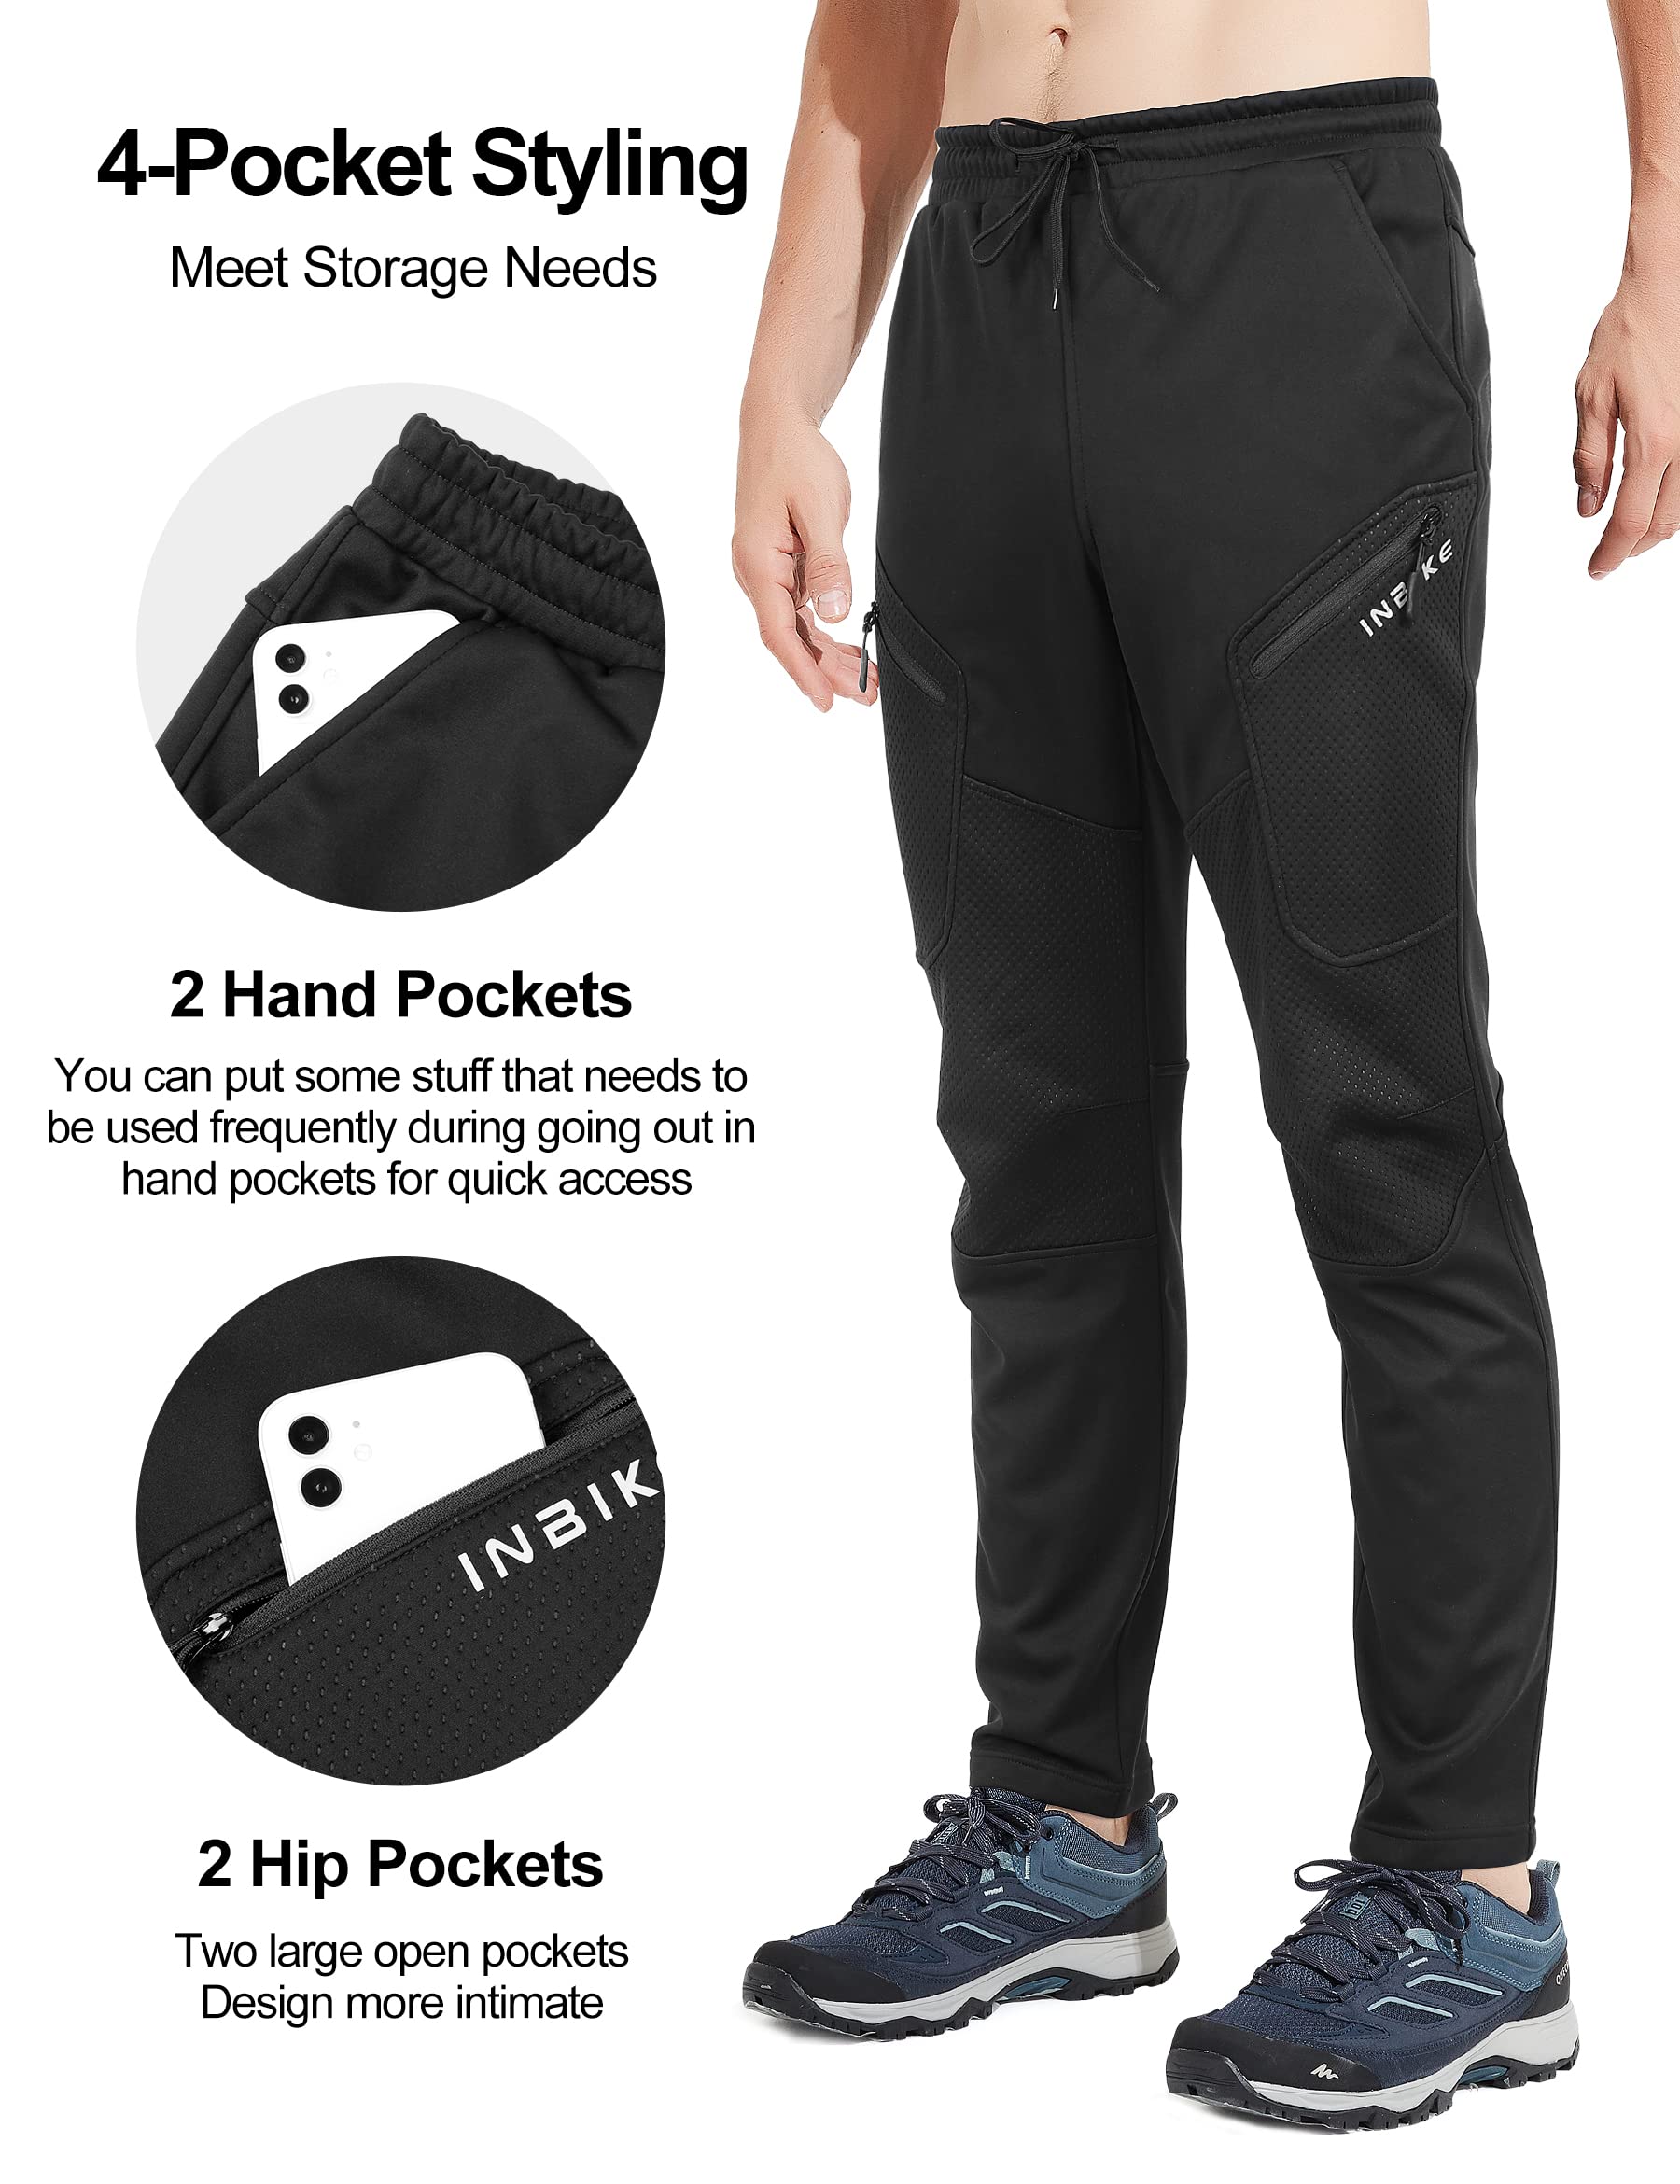 4-Pocket Styling
Meet Storage Needs
INBIKE
2 Hand Pockets
You can put some stuff that needs to
be used frequently during going out in
hand pockets for quick access
INBIK
2 Hip Pockets
Two large open pockets
Design more intimate